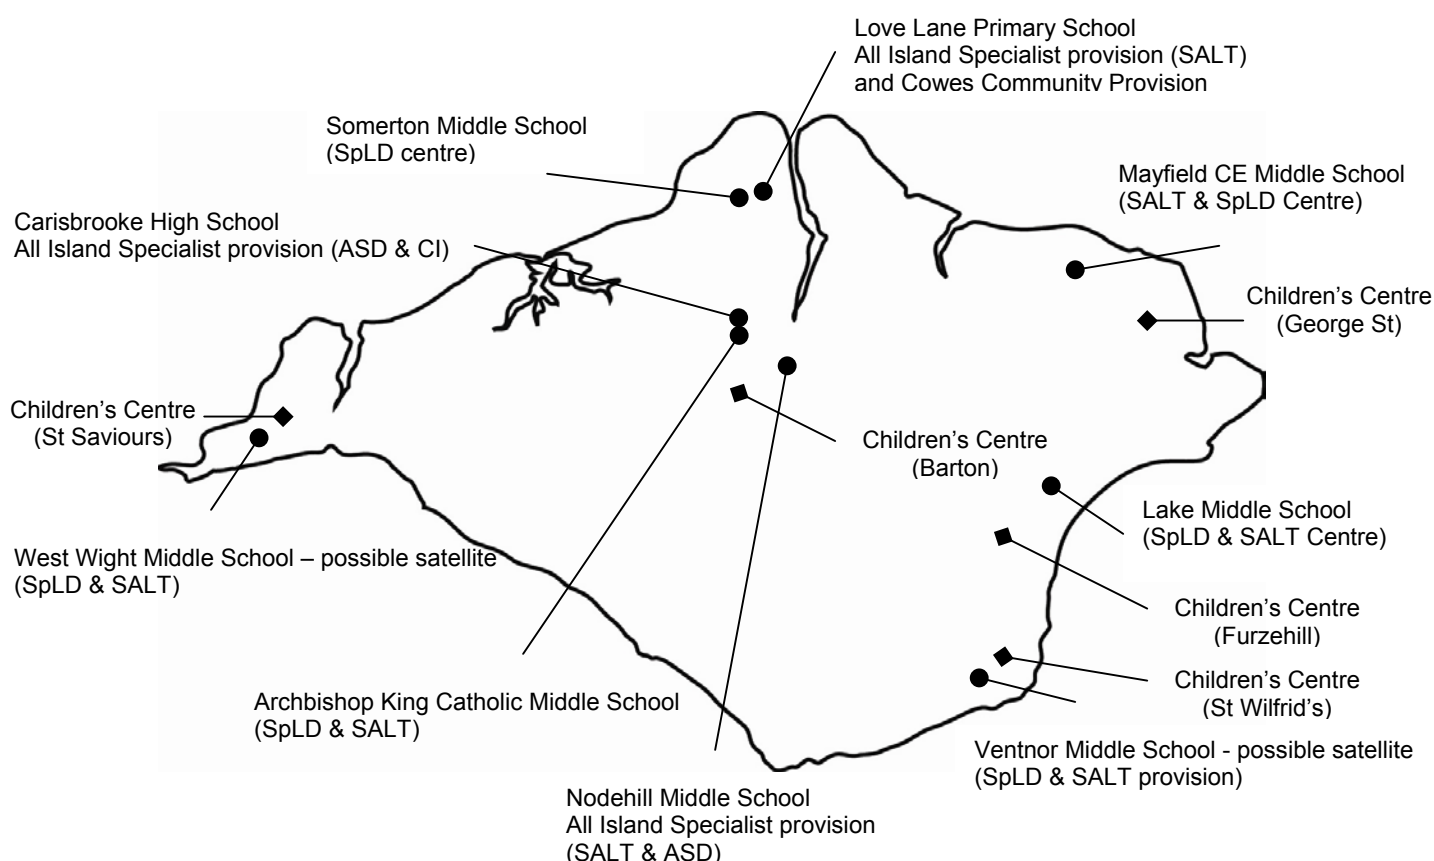 Love Lane Primary School
All Island Specialist provision (SALT)
and Cowes Community Provision
Somerton Middle School
(SpLD centre)
Mayfield CE Middle School
(SALT & SpLD Centre)
Carisbrooke High School
All Island Specialist provision (ASD & CI)
Children's Centre
(George St)
Children's Centre
(St Saviours)
Children's Centre
(Barton)
Lake Middle School
(SpLD & SALT Centre)
West Wight Middle School – possible satellite
(SpLD & SALT)
Children's Centre
(Furzehill)
Children's Centre
(St Wilfrid's)
Archbishop King Catholic Middle School
(SpLD & SALT)
Ventnor Middle School - possible satellite
(SpLD & SALT provision)
Nodehill Middle School
All Island Specialist provision
(SALT & ASD)